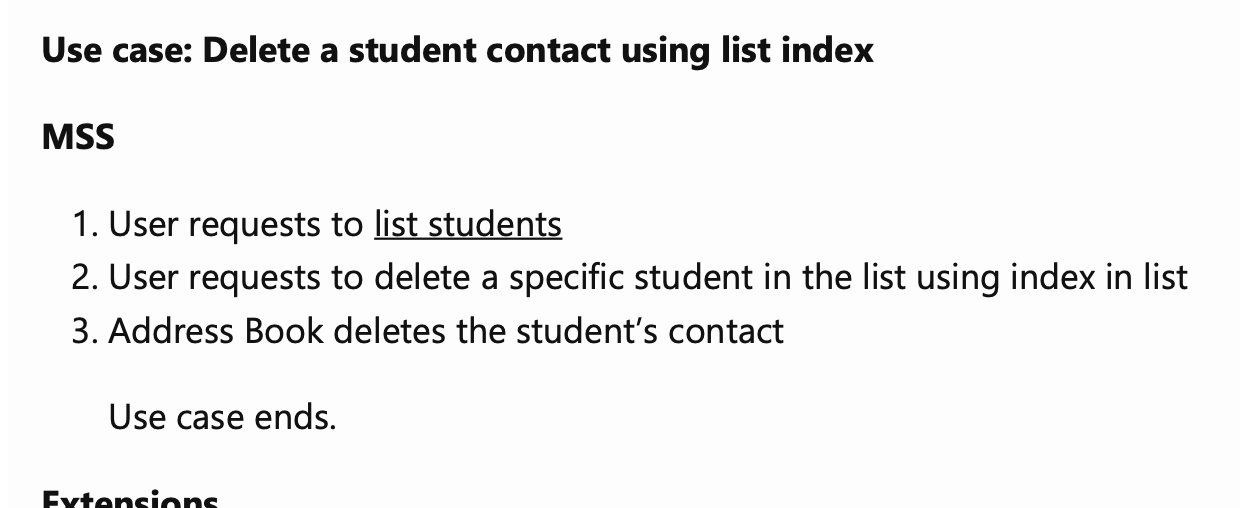 Use case: Delete a student contact using list index
MSS
1. User requests to list students
2. User requests to delete a specific student in the list using index in list
3. Address Book deletes the student’s contact
Use case ends.
Extensions